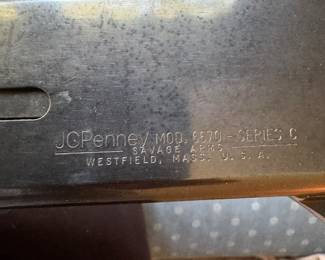 JCPenney MOD. 6670 - SERIES C
SAVAGE ARMS
WESTFIELD, MASS. U. S. A.